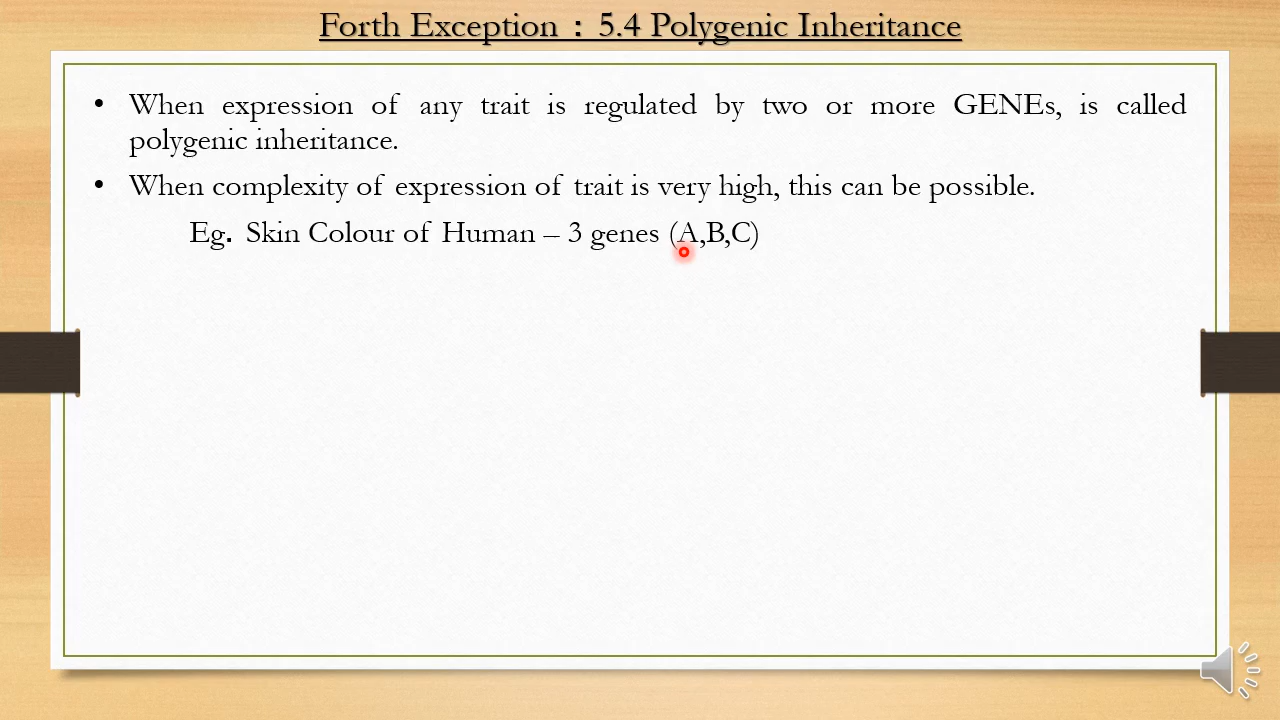 Forth Exception : 5.4 Polygenic Inheritance
• When expression of any trait is regulated by two or more GENEs, is called
polygenic inheritance.
• When complexity of expression of trait is very high, this can be possible.
Eg. Skin Colour of Human – 3 genes (A,B,C)